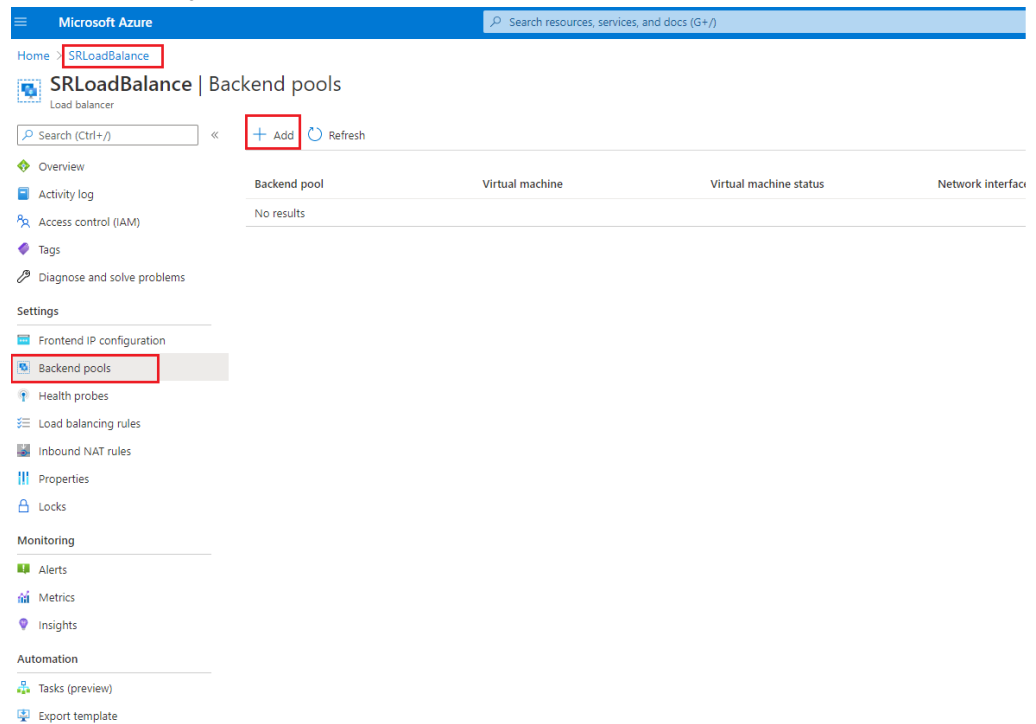 Microsoft Azure
Search resources, services, and docs (G+/)
Home > SRLoadBalance
SRLoadBalance | Backend pools
Load balancer
Search (Ctrl+/)
«
+ Add
Refresh
Overview
Activity log
Access control (IAM)
Tags
Diagnose and solve problems
Settings
Frontend IP configuration
Backend pools
Health probes
Load balancing rules
Inbound NAT rules
Properties
Locks
Monitoring
Alerts
Metrics
Insights
Automation
Tasks (preview)
Export template
Backend pool Virtual machine Virtual machine status Network interface
No results